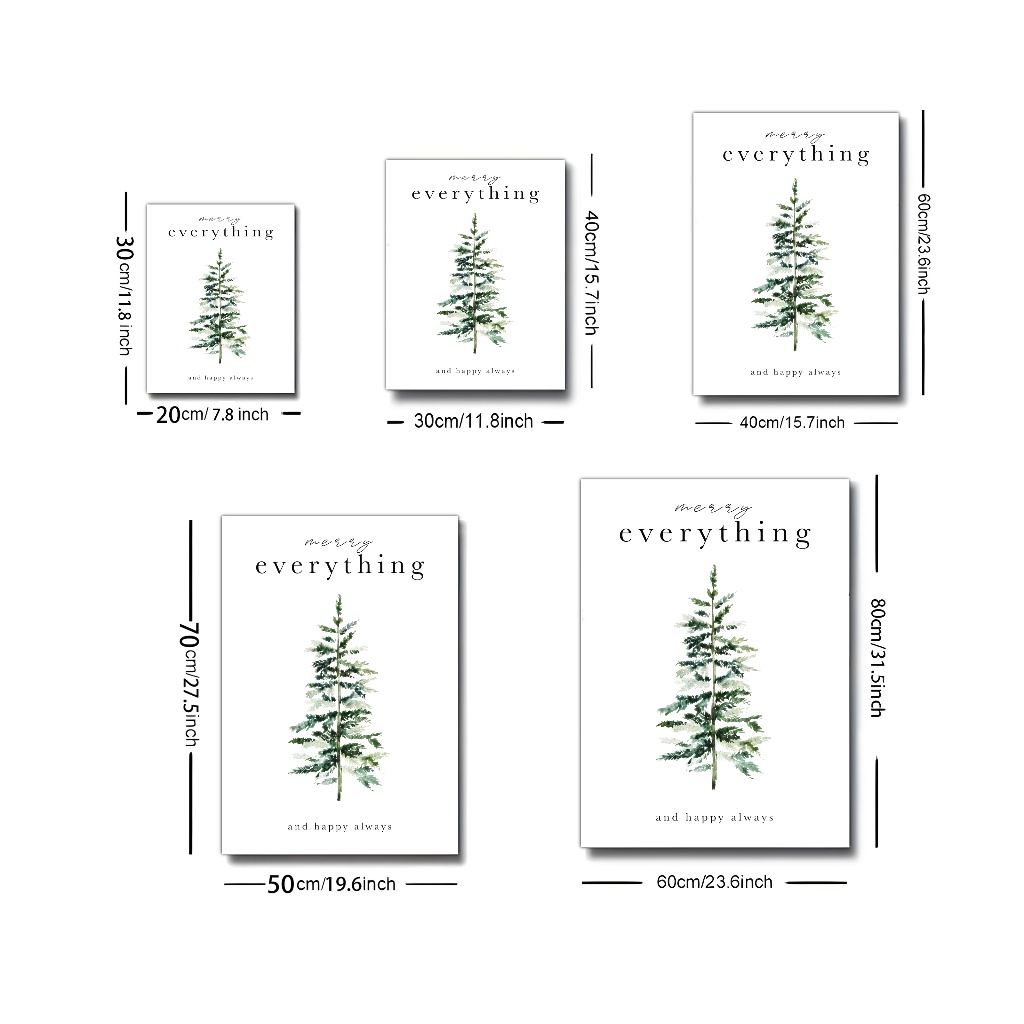 merry
everything
and happy always
30cm/11.8 inch
20cm/ 7.8 inch
merry
everything
and happy always
40cm/15.7inch
30cm/11.8inch
merry
everything
and happy always
60cm/23.6inch
40cm/15.7inch
merry
everything
and happy always
70cm/27.5inch
50cm/19.6inch
merry
everything
and happy always
80cm/31.5inch
60cm/23.6inch